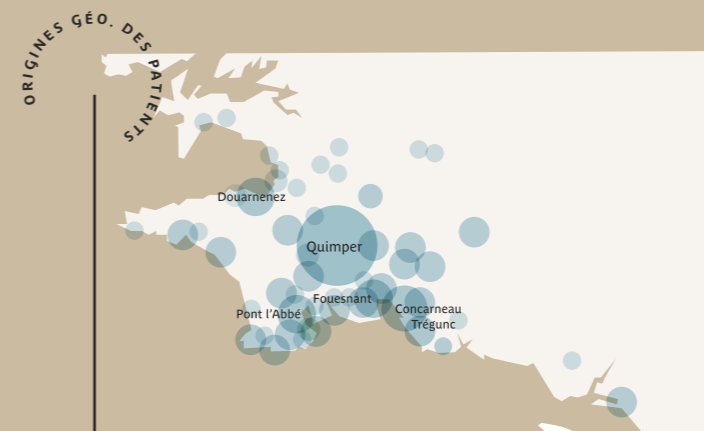 ORIGINES GÉO. DES PATIENTS
Douarnenez
Quimper
Fouesnant
Pont l'Abbé
Concarneau
Trégunc